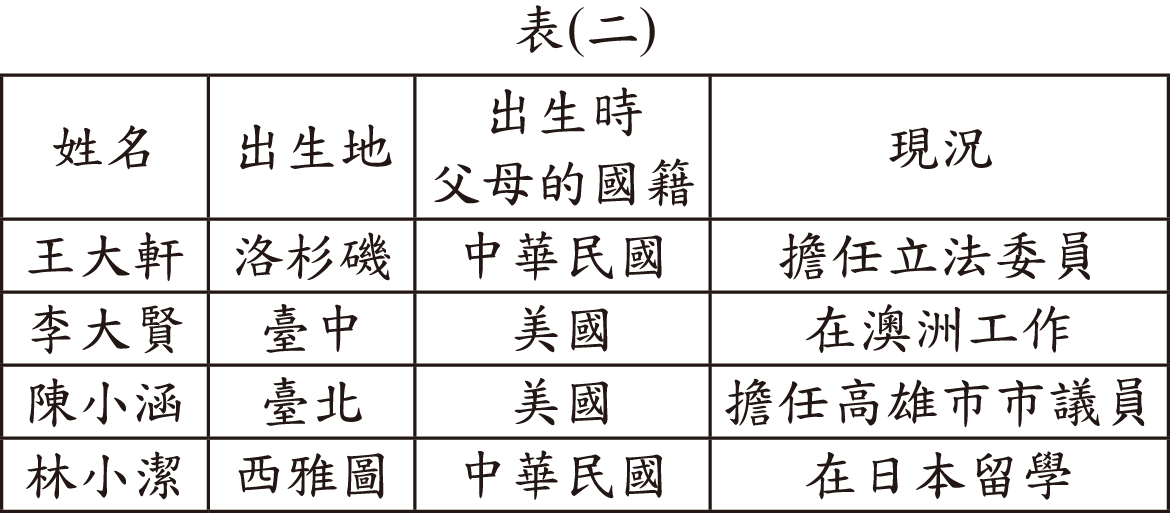 表(二)
姓名 出生地 出生時父母的國籍 現況
王大軒 洛杉磯 中華民國 擔任立法委員
李大賢 臺中 美國 在澳洲工作
陳小涵 臺北 美國 擔任高雄市市議員
林小潔 西雅圖 中華民國 在日本留學